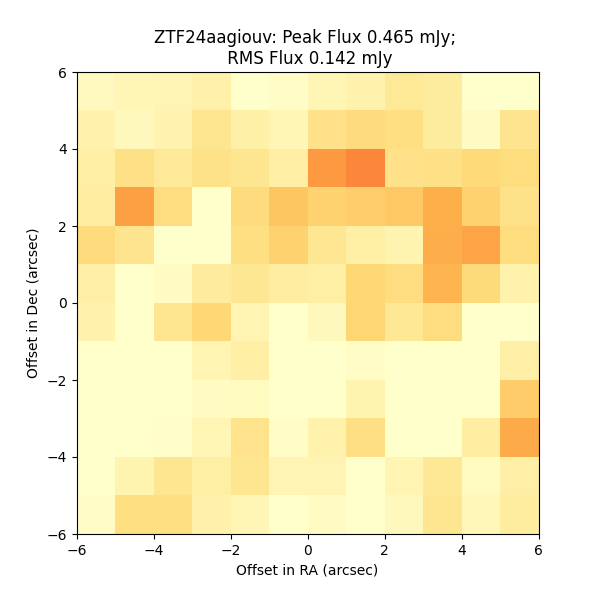 ZTF24aagiouv: Peak Flux 0.465 mJy;
RMS Flux 0.142 mJy
6
4
2
0
−2
−4
−6
Offset in Dec (arcsec)
−6 −4 −2 0 2 4 6
Offset in RA (arcsec)